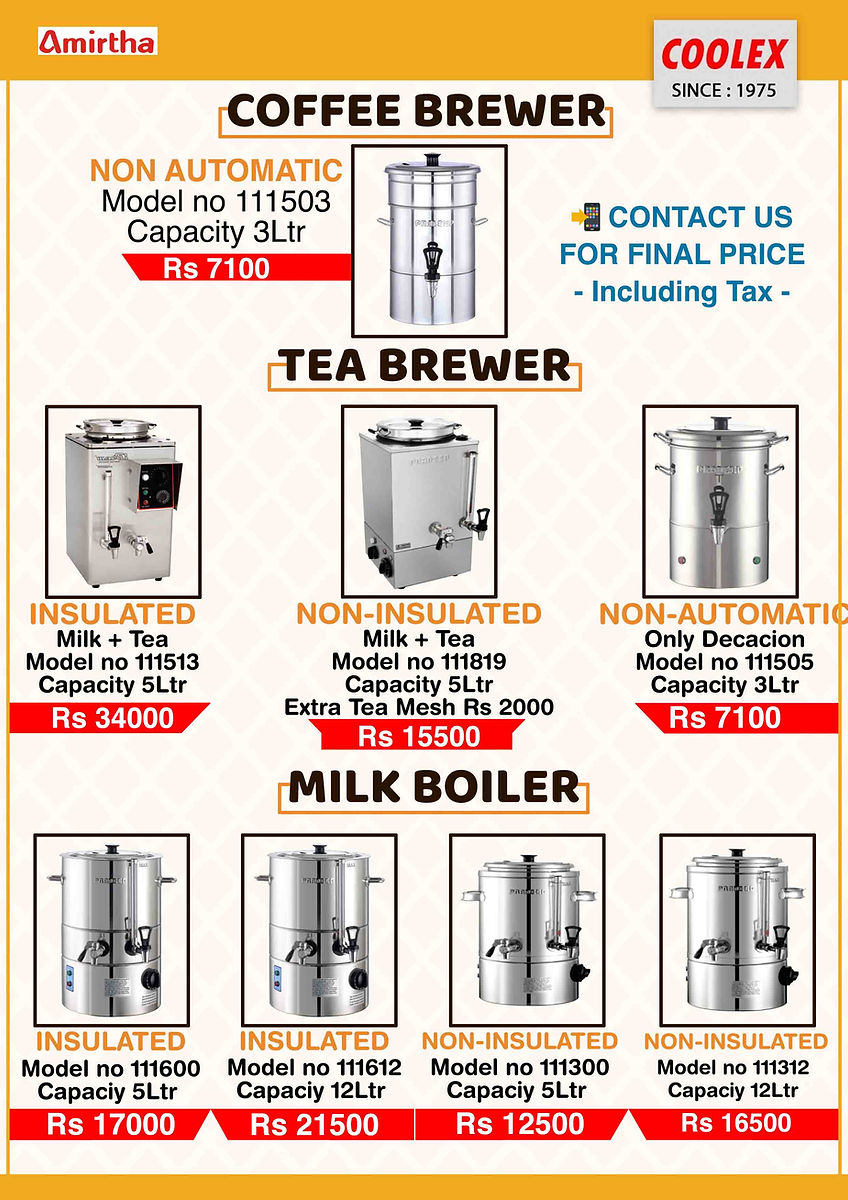 Amirtha
COOLEX
SINCE : 1975
COFFEE BREWER
NON AUTOMATIC
Model no 111503
Capacity 3Ltr
Rs 7100
CONTACT US
FOR FINAL PRICE
- Including Tax -
TEA BREWER
INSULATED
Milk + Tea
Model no 111513
Capacity 5Ltr
Rs 34000
NON-INSULATED
Milk + Tea
Model no 111819
Capacity 5Ltr
Extra Tea Mesh Rs 2000
Rs 15500
NON-AUTOMATIC
Only Decacion
Model no 111505
Capacity 3Ltr
Rs 7100
MILK BOILER
INSULATED
Model no 111600
Capaciy 5Ltr
Rs 17000
INSULATED
Model no 111612
Capaciy 12Ltr
Rs 21500
NON-INSULATED
Model no 111300
Capaciy 5Ltr
Rs 12500
NON-INSULATED
Model no 111312
Capaciy 12Ltr
Rs 16500